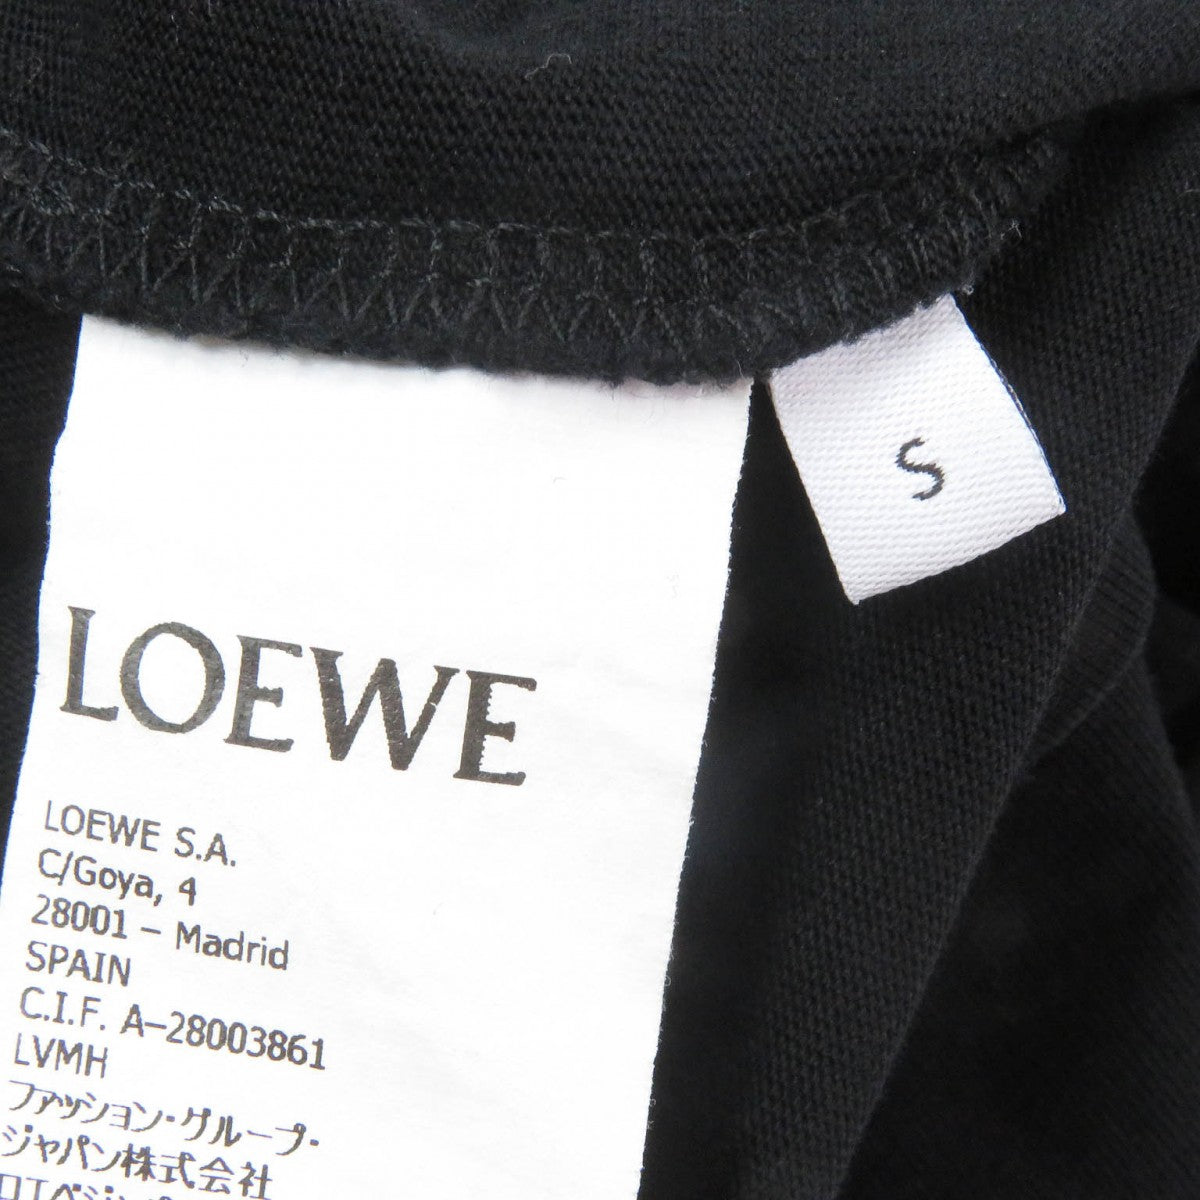 S
LOEWE
LOEWE S.A.
C/Goya, 4
28001 – Madrid
SPAIN
C.I.F. A–28003861
LVMH
ファッション・グループ・
ジャパン株式会社